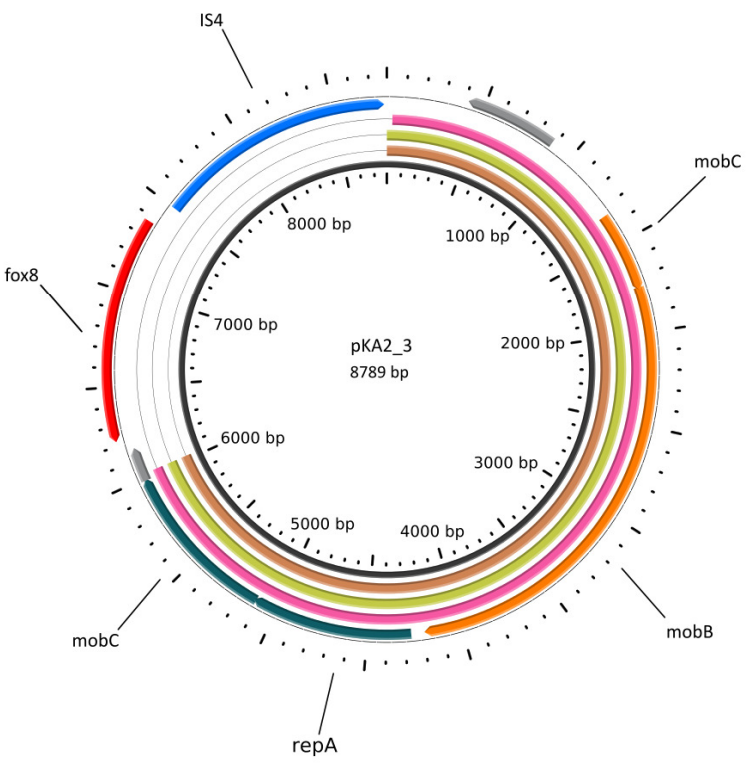 IS4
mobC
8000 bp
1000 bp
fox8
7000 bp
2000 bp
pKA2_3
8789 bp
6000 bp
3000 bp
5000 bp
4000 bp
mobC
mobB
repA